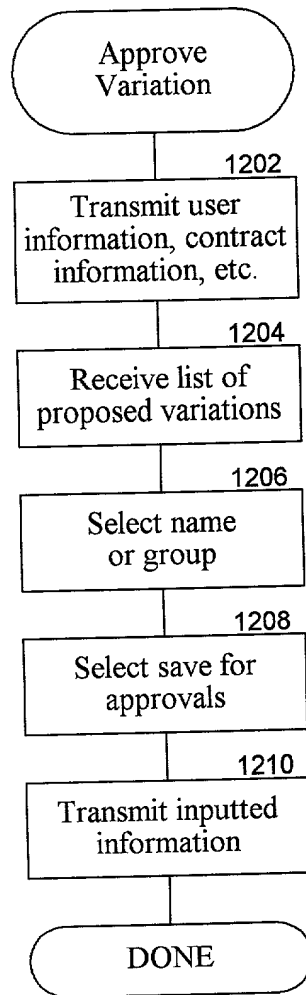 Approve
Variation
1202
Transmit user
information, contract
information, etc.
1204
Receive list of
proposed variations
1206
Select name
or group
1208
Select save for
approvals
1210
Transmit inputted
information
DONE